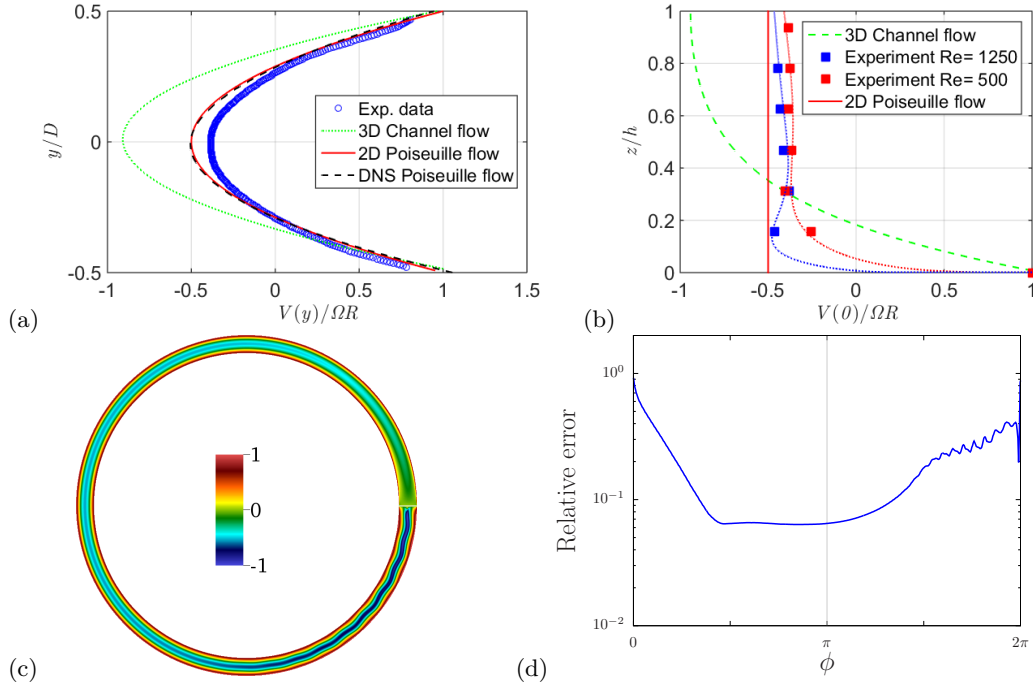 0.5
0
-0.5
y/D
-1
-0.5
0
0.5
1
1.5
V(y)/ΩR
Exp. data
3D Channel flow
2D Poiseuille flow
DNS Poiseuille flow
(a)
1
0.8
0.6
0.4
0.2
0
z/h
-1
-0.5
0
0.5
1
V(0)/ΩR
3D Channel flow
Experiment Re= 1250
Experiment Re= 500
2D Poiseuille flow
(b)
1
0
-1
(c)
10⁰
10⁻¹
10⁻²
Relative error
0
π
2π
ϕ
(d)